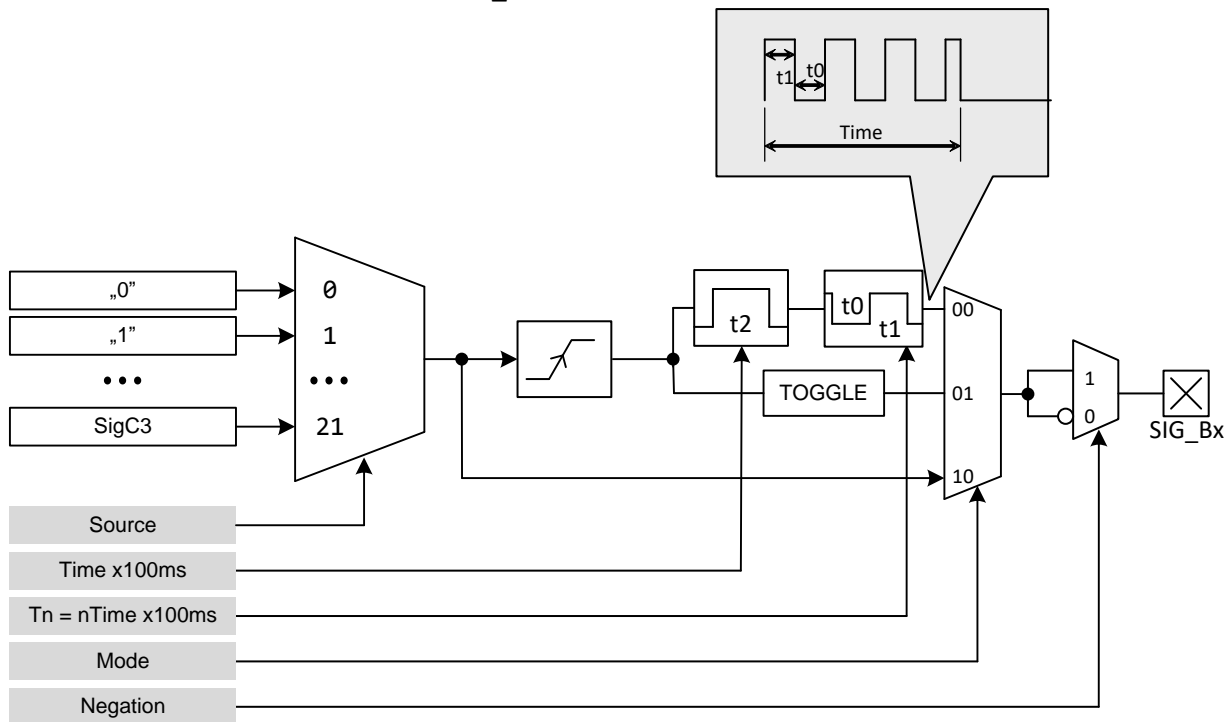 _
t1
t0
Time
„0”
„1”
• • •
SigC3
0
1
• • •
21
t2
t0
t1
TOGGLE
00
01
10
1
0
SIG_Bx
Source
Time x100ms
Tn = nTime x100ms
Mode
Negation